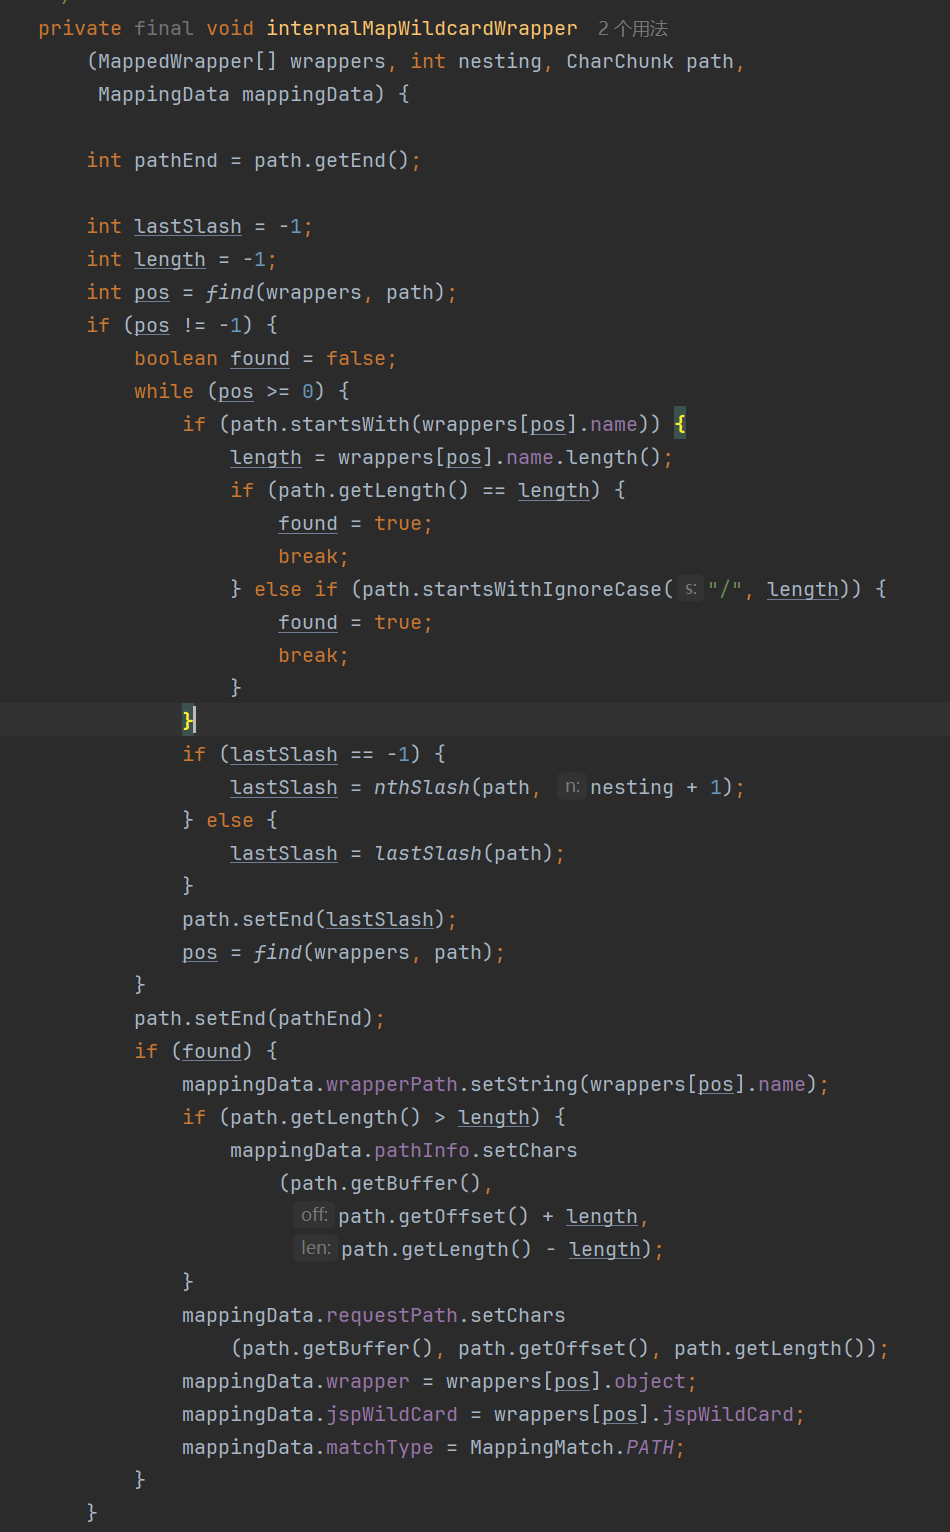 private final void internalMapWildcardWrapper 2 个用法
(MappedWrapper[] wrappers, int nesting, CharChunk path,
MappingData mappingData) {
int pathEnd = path.getEnd();
int lastSlash = -1;
int length = -1;
int pos = find(wrappers, path);
if (pos != -1) {
boolean found = false;
while (pos >= 0) {
if (path.startsWith(wrappers[pos].name)) {
length = wrappers[pos].name.length();
if (path.getLength() == length) {
found = true;
break;
} else if (path.startsWithIgnoreCase( s: "/", length)) {
found = true;
break;
}
}
if (lastSlash == -1) {
lastSlash = nthSlash(path, n: nesting + 1);
} else {
lastSlash = lastSlash(path);
}
path.setEnd(lastSlash);
pos = find(wrappers, path);
}
path.setEnd(pathEnd);
if (found) {
mappingData.wrapperPath.setString(wrappers[pos].name);
if (path.getLength() > length) {
mappingData.pathInfo.setChars
(path.getBuffer(),
off: path.getOffset() + length,
len: path.getLength() - length);
}
mappingData.requestPath.setChars
(path.getBuffer(), path.getOffset(), path.getLength());
mappingData.wrapper = wrappers[pos].object;
mappingData.jspWildCard = wrappers[pos].jspWildCard;
mappingData.matchType = MappingMatch.PATH;
}
}